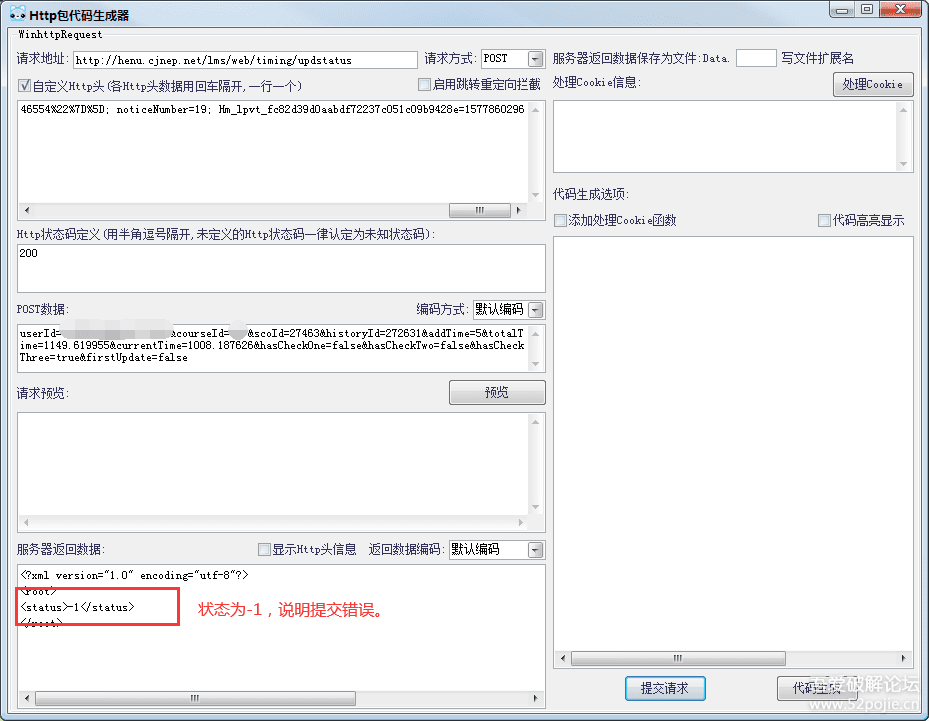 Http包代码生成器
WinhttpRequest
请求地址: http://henu.cjnep.net/lms/web/timing/updstatus 请求方式: POST
服务器返回数据保存为文件:Data. 写文件扩展名
自定义Http头(各Http头数据用回车隔开,一行一个) 启用跳转重定向拦截
处理Cookie信息: 处理Cookie
46554%22%7D%5D; noticeNumber=19; Hm_lpvt_fc82d39d0aabdf72237c051c09b9428e=1577860296
代码生成选项:
添加处理Cookie函数 代码高亮显示
Http状态码定义(用半角逗号隔开,未定义的Http状态码一律认定为未知状态码):
200
POST数据: 编码方式: 默认编码
userId= &courseId= &scoId=27463&historyId=272631&addTime=5&totalT
ime=1149.619955&currentTime=1008.187626&hasCheckOne=false&hasCheckTwo=false&hasCheck
Three=true&firstUpdate=false
请求预览: 预览
服务器返回数据: 显示Http头信息 返回数据编码: 默认编码
<?xml version="1.0" encoding="utf-8"?>
<root>
<status>-1</status>
</root>
状态为-1，说明提交错误。
提交请求 代码生成
吾爱破解论坛
www.52pojie.cn